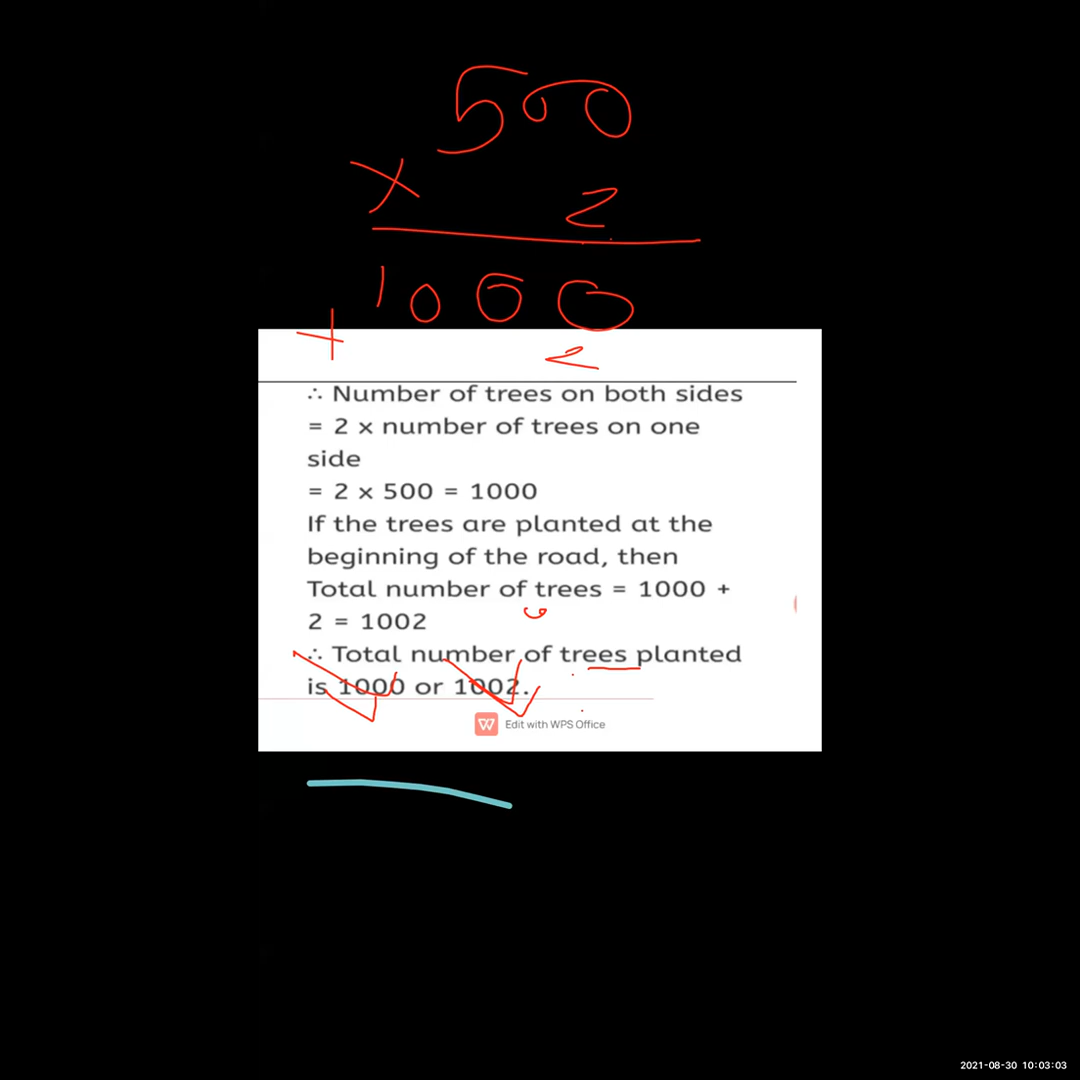 500
× 2
1000
+ 2
∴ Number of trees on both sides
= 2 x number of trees on one
side
= 2 x 500 = 1000
If the trees are planted at the
beginning of the road, then
Total number of trees = 1000 +
2 = 1002
∴ Total number of trees planted
is 1000 or 1002.
Edit with WPS Office
2021-08-30 10:03:03